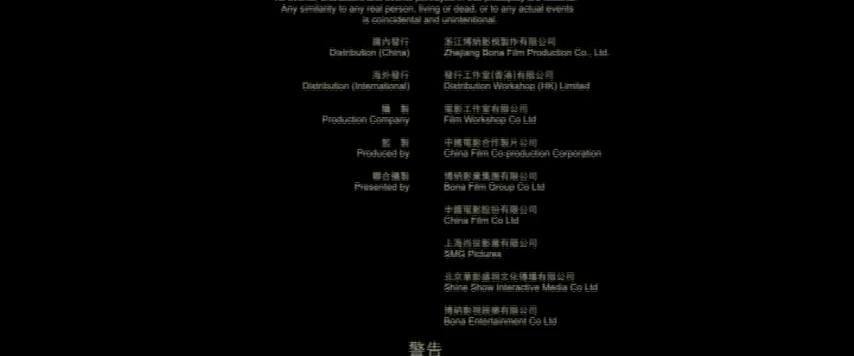 Any similarity to any real person, living or dead, or to any actual events
is coincidental and unintentional.
國內發行 浙江博納影視製作有限公司
Distribution (China) Zhejiang Bona Film Production Co., Ltd.
海外發行 發行工作室(香港)有限公司
Distribution (International) Distribution Workshop (HK) Limited
攝 製 電影工作室有限公司
Production Company Film Workshop Co Ltd
監 製 中國電影合作製片公司
Produced by China Film Co-production Corporation
聯合攝製 博納影業集團有限公司
Presented by Bona Film Group Co Ltd
中國電影股份有限公司
China Film Co Ltd
上海尚世影業有限公司
SMG Pictures
北京華影盛視文化傳播有限公司
Shine Show Interactive Media Co Ltd
博納影視娛樂有限公司
Bona Entertainment Co Ltd
警告